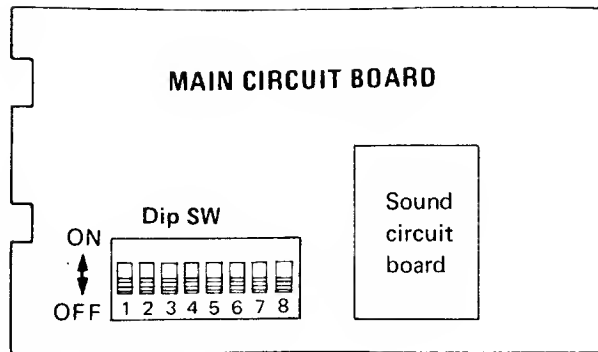 MAIN CIRCUIT BOARD
Sound
circuit
board
Dip SW
ON
OFF
1 2 3 4 5 6 7 8